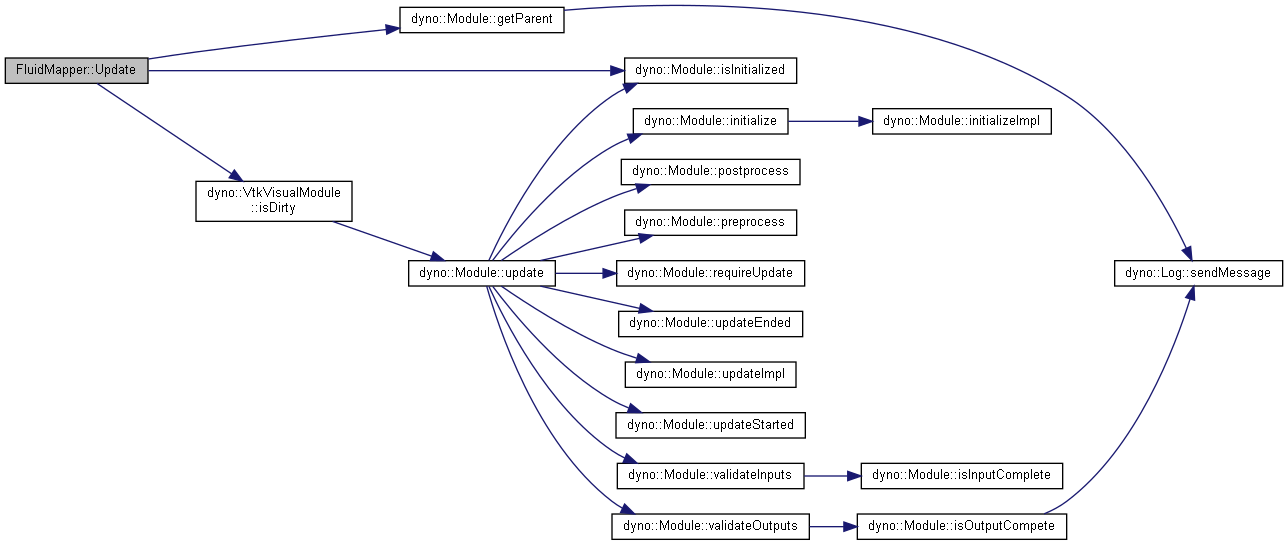 FluidMapper::Update
dyno::Module::getParent
dyno::Module::isInitialized
dyno::VtkVisualModule
::isDirty
dyno::Module::update
dyno::Module::initialize
dyno::Module::initializeImpl
dyno::Module::postprocess
dyno::Module::preprocess
dyno::Module::requireUpdate
dyno::Module::updateEnded
dyno::Module::updateImpl
dyno::Module::updateStarted
dyno::Module::validateInputs
dyno::Module::isInputComplete
dyno::Module::validateOutputs
dyno::Module::isOutputCompete
dyno::Log::sendMessage